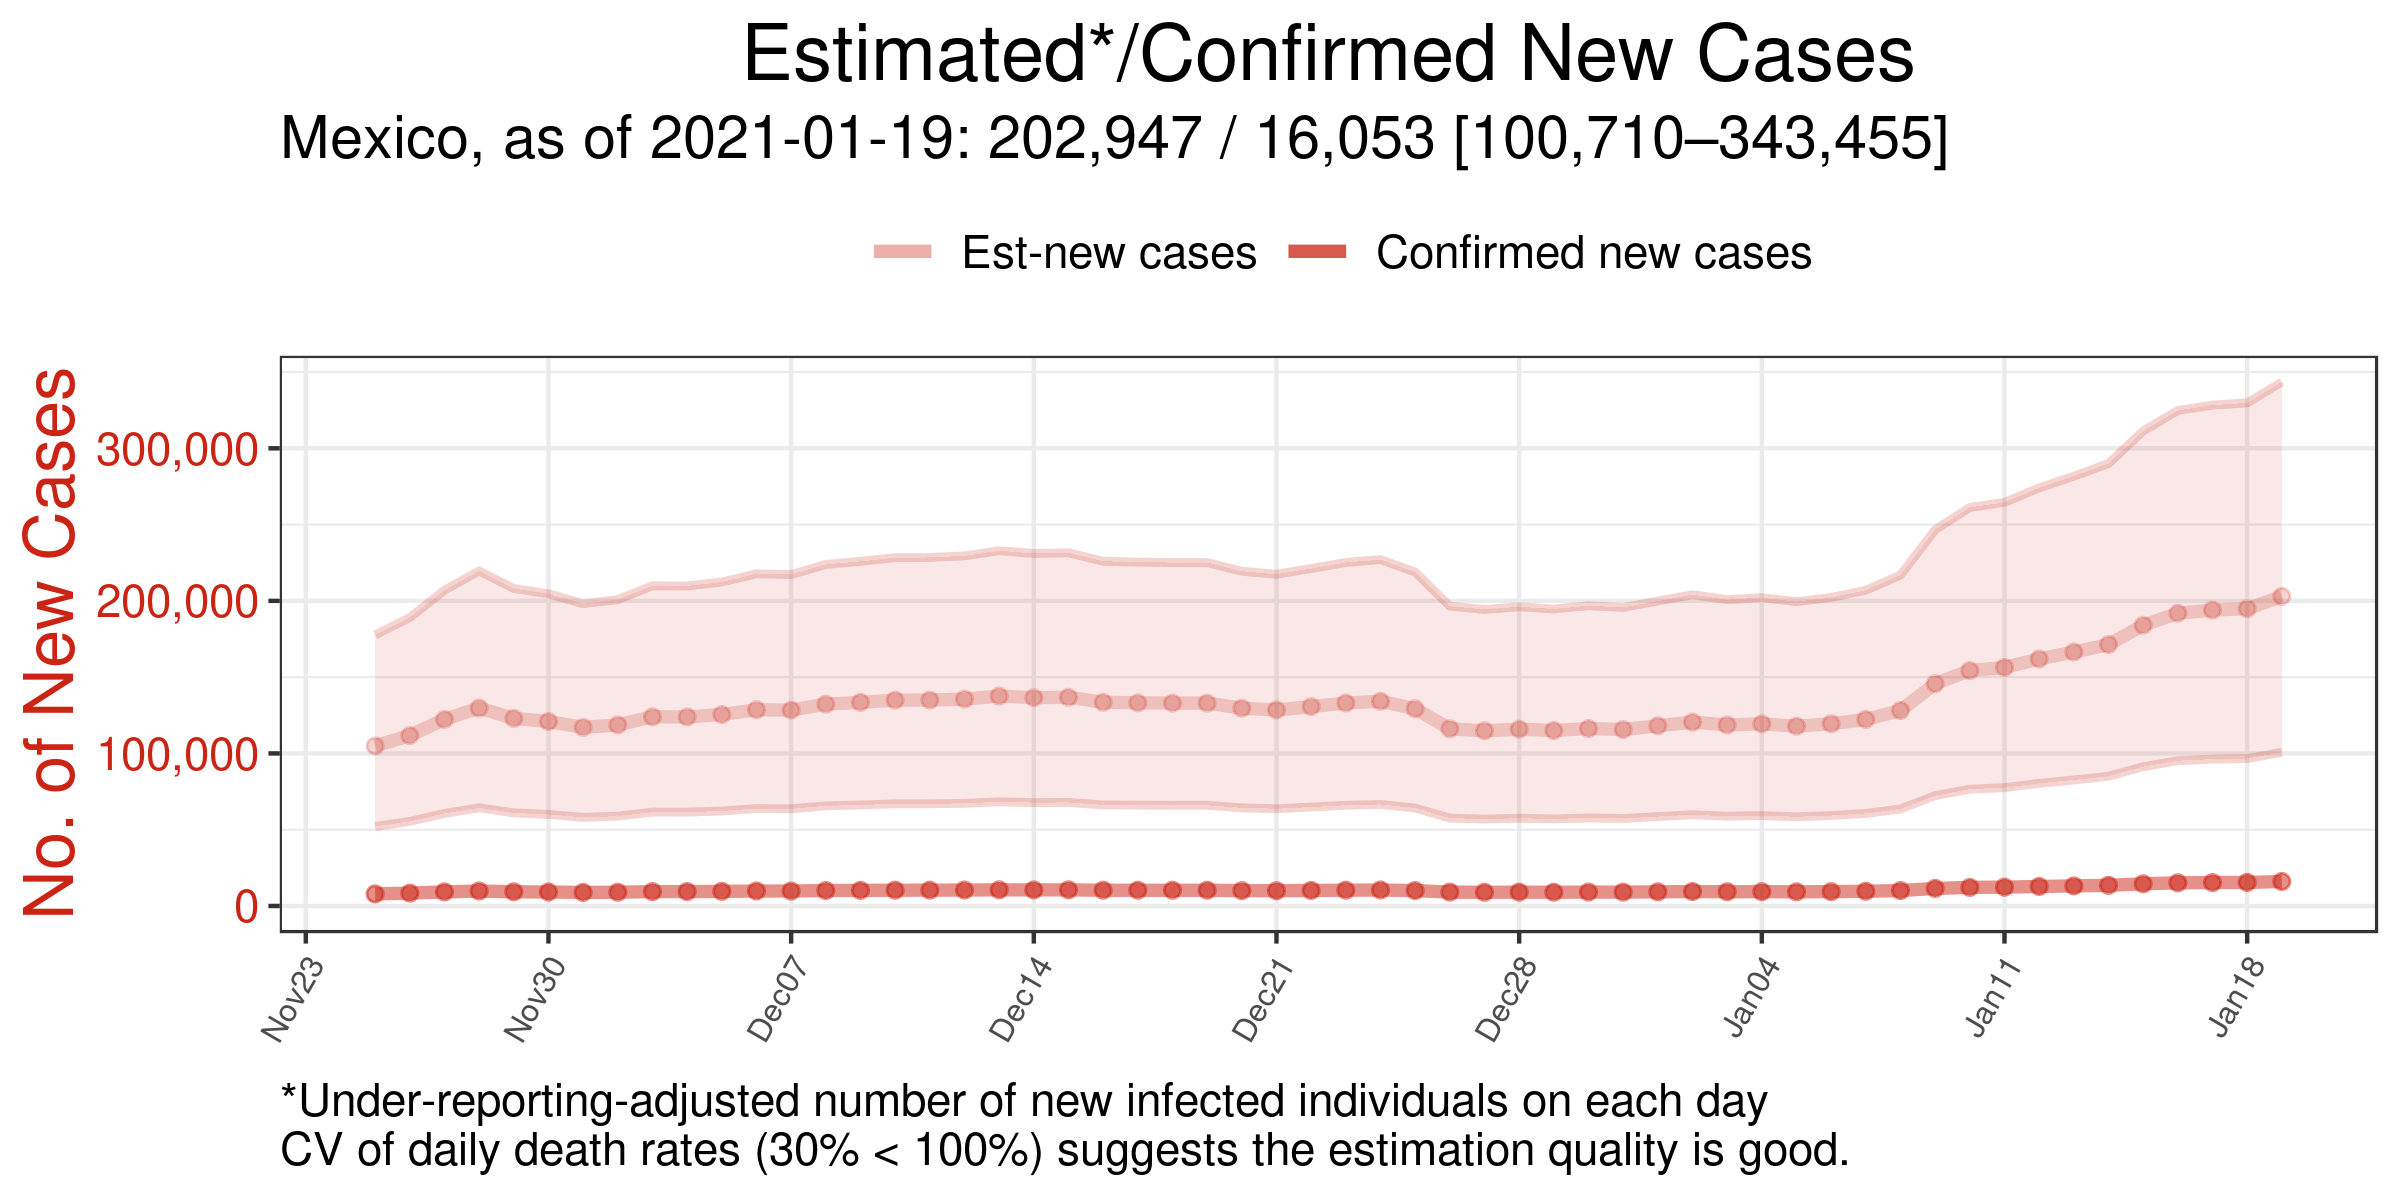 Estimated*/Confirmed New Cases
Mexico, as of 2021-01-19: 202,947 / 16,053 [100,710–343,455]
Est-new cases
Confirmed new cases
No. of New Cases
300,000
200,000
100,000
0
Nov23
Nov30
Dec07
Dec14
Dec21
Dec28
Jan04
Jan11
Jan18
*Under-reporting-adjusted number of new infected individuals on each day
CV of daily death rates (30% < 100%) suggests the estimation quality is good.